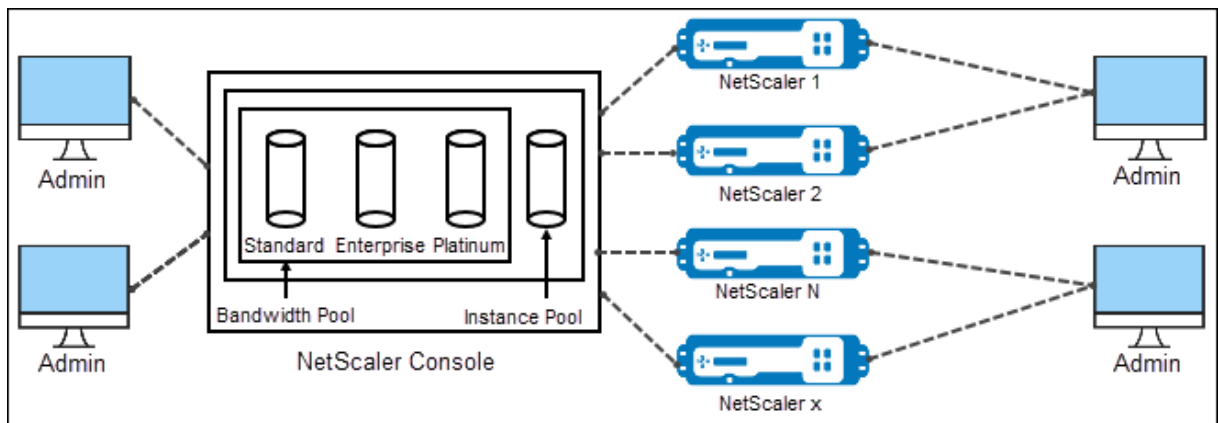 Admin
Admin
Standard Enterprise Platinum
Bandwidth Pool Instance Pool
NetScaler Console
NetScaler 1
NetScaler 2
NetScaler N
NetScaler x
Admin
Admin